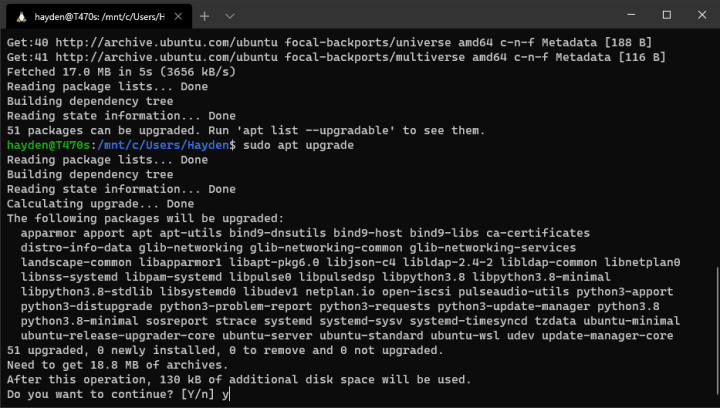 hayden@T470s: /mnt/c/Users/H
Get:40 http://archive.ubuntu.com/ubuntu focal-backports/universe amd64 c-n-f Metadata [188 B]
Get:41 http://archive.ubuntu.com/ubuntu focal-backports/multiverse amd64 c-n-f Metadata [116 B]
Fetched 17.0 MB in 5s (3656 kB/s)
Reading package lists... Done
Building dependency tree
Reading state information... Done
51 packages can be upgraded. Run 'apt list --upgradable' to see them.
hayden@T470s:/mnt/c/Users/Hayden$ sudo apt upgrade
Reading package lists... Done
Building dependency tree
Reading state information... Done
Calculating upgrade... Done
The following packages will be upgraded:
  apparmor apport apt apt-utils bind9-dnsutils bind9-host bind9-libs ca-certificates
  distro-info-data glib-networking glib-networking-common glib-networking-services
  landscape-common libapparmor1 libapt-pkg6.0 libjson-c4 libldap-2.4-2 libldap-common libnetplan0
  libnss-systemd libpam-systemd libpulse0 libpulsedsp libpython3.8 libpython3.8-minimal
  libpython3.8-stdlib libsystemd0 libudev1 netplan.io open-iscsi pulseaudio-utils python3-apport
  python3-distupgrade python3-problem-report python3-requests python3-update-manager python3.8
  python3.8-minimal sosreport strace systemd systemd-sysv systemd-timesyncd tzdata ubuntu-minimal
  ubuntu-release-upgrader-core ubuntu-server ubuntu-standard ubuntu-wsl udev update-manager-core
51 upgraded, 0 newly installed, 0 to remove and 0 not upgraded.
Need to get 18.8 MB of archives.
After this operation, 130 kB of additional disk space will be used.
Do you want to continue? [Y/n] y